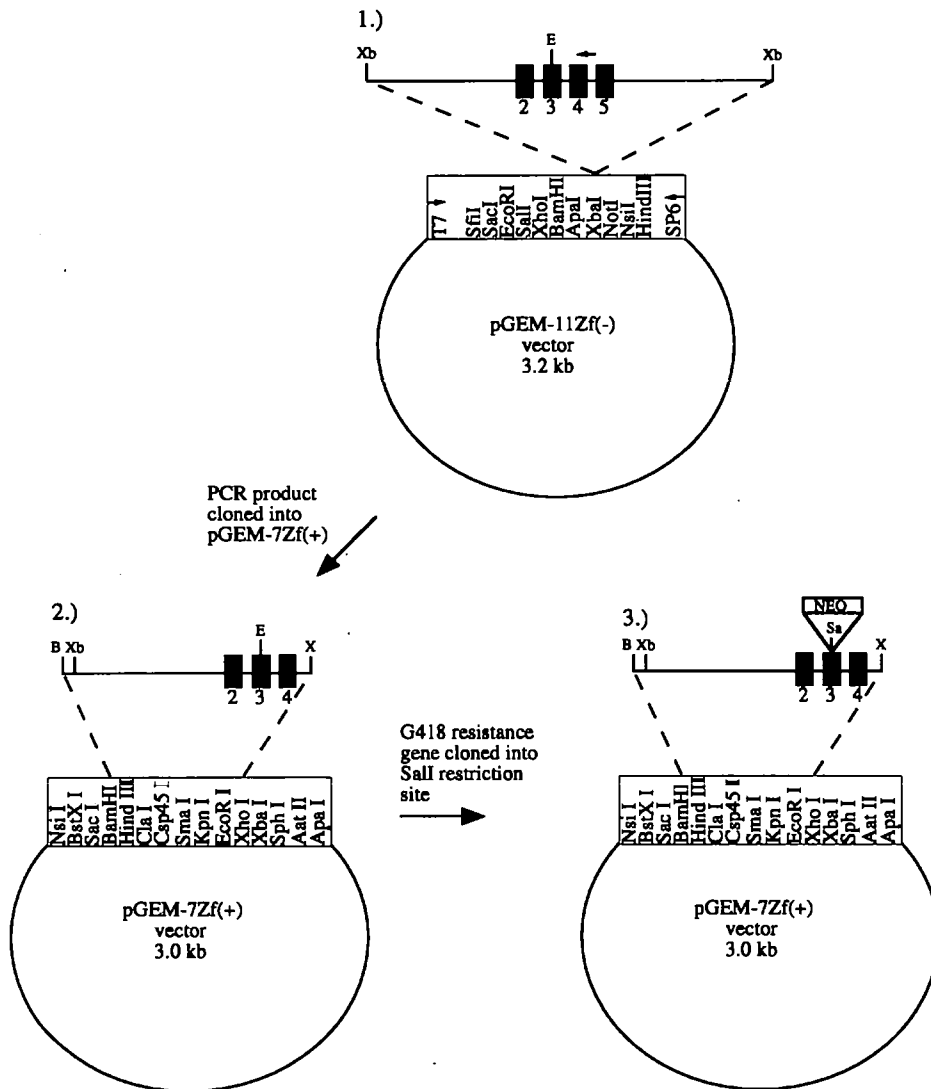 1.)
Xb
E
Xb
2 3 4 5
T7
SfiI
SacI
EcoRI
SalI
XhoI
BamHI
ApaI
XbaI
NotI
NsiI
HindIII
SP6
pGEM-11Zf(-)
vector
3.2 kb
PCR product
cloned into
pGEM-7Zf(+)
2.)
B Xb
E
X
2 3 4
Nsi I
BstX I
Sac I
BamHI
Hind III
Cla I
Csp45 I
Sma I
Kpn I
EcoR I
Xho I
Xba I
Sph I
Aat II
Apa I
pGEM-7Zf(+)
vector
3.0 kb
G418 resistance
gene cloned into
SalI restriction
site
3.)
NEO
Sa
B Xb
X
2 3 4
Nsi I
BstX I
Sac I
BamHI
Hind III
Cla I
Csp45 I
Sma I
Kpn I
EcoR I
Xho I
Xba I
Sph I
Aat II
Apa I
pGEM-7Zf(+)
vector
3.0 kb